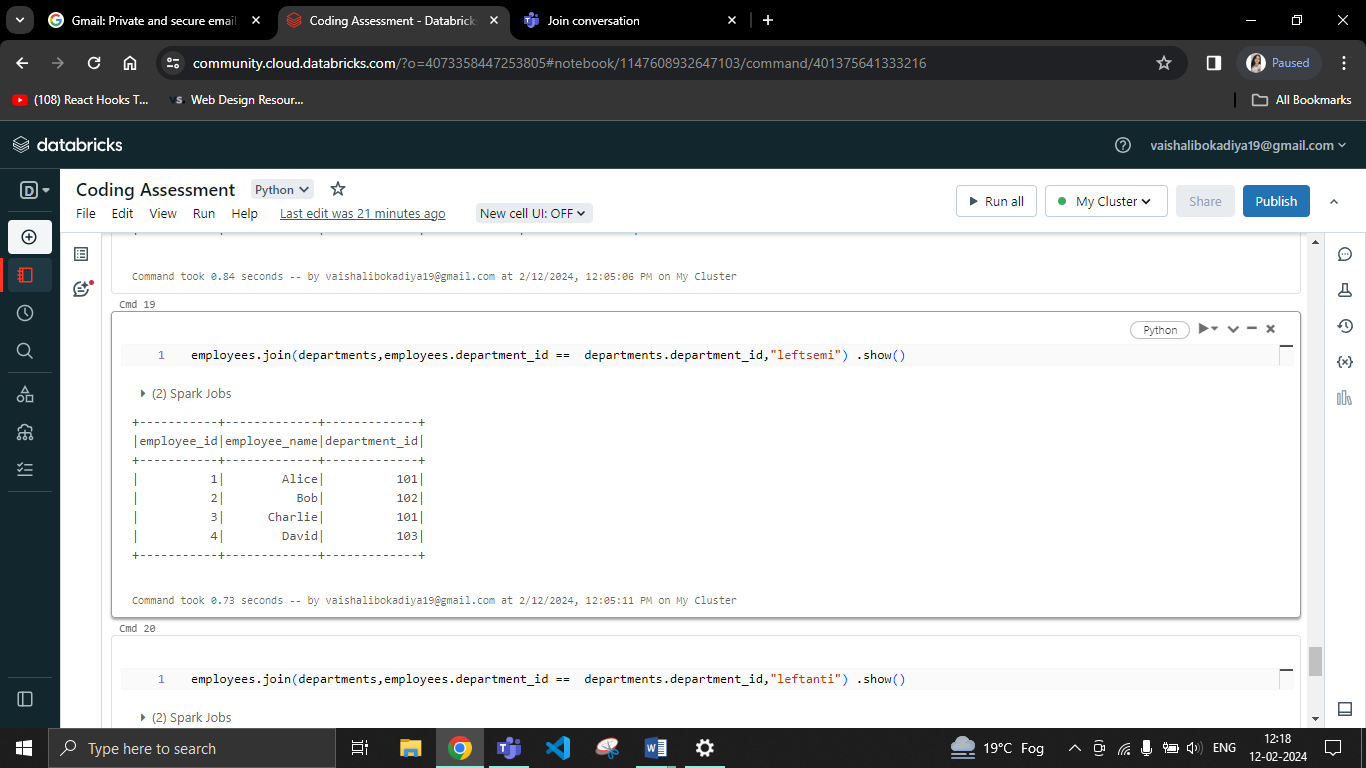 Gmail: Private and secure email
Coding Assessment - Databrick
Join conversation
community.cloud.databricks.com/?o=4073358447253805#notebook/1147608932647103/command/401375641333216
Paused
(108) React Hooks T...
VS
Web Design Resour...
All Bookmarks
databricks
vaishalibokadiya19@gmail.com
D
Coding Assessment
Python
File Edit View Run Help
Last edit was 21 minutes ago
New cell UI: OFF
Run all
My Cluster
Share
Publish
Command took 0.84 seconds -- by vaishalibokadiya19@gmail.com at 2/12/2024, 12:05:06 PM on My Cluster
Cmd 19
Python
1 employees.join(departments,employees.department_id ==  departments.department_id,"leftsemi") .show()
(2) Spark Jobs
+-----------+-------------+-------------+
|employee_id|employee_name|department_id|
+-----------+-------------+-------------+
|          1|        Alice|          101|
|          2|          Bob|          102|
|          3|      Charlie|          101|
|          4|        David|          103|
+-----------+-------------+-------------+
Command took 0.73 seconds -- by vaishalibokadiya19@gmail.com at 2/12/2024, 12:05:11 PM on My Cluster
Cmd 20
1 employees.join(departments,employees.department_id ==  departments.department_id,"leftanti") .show()
(2) Spark Jobs
Type here to search
19°C Fog
ENG
12:18
12-02-2024